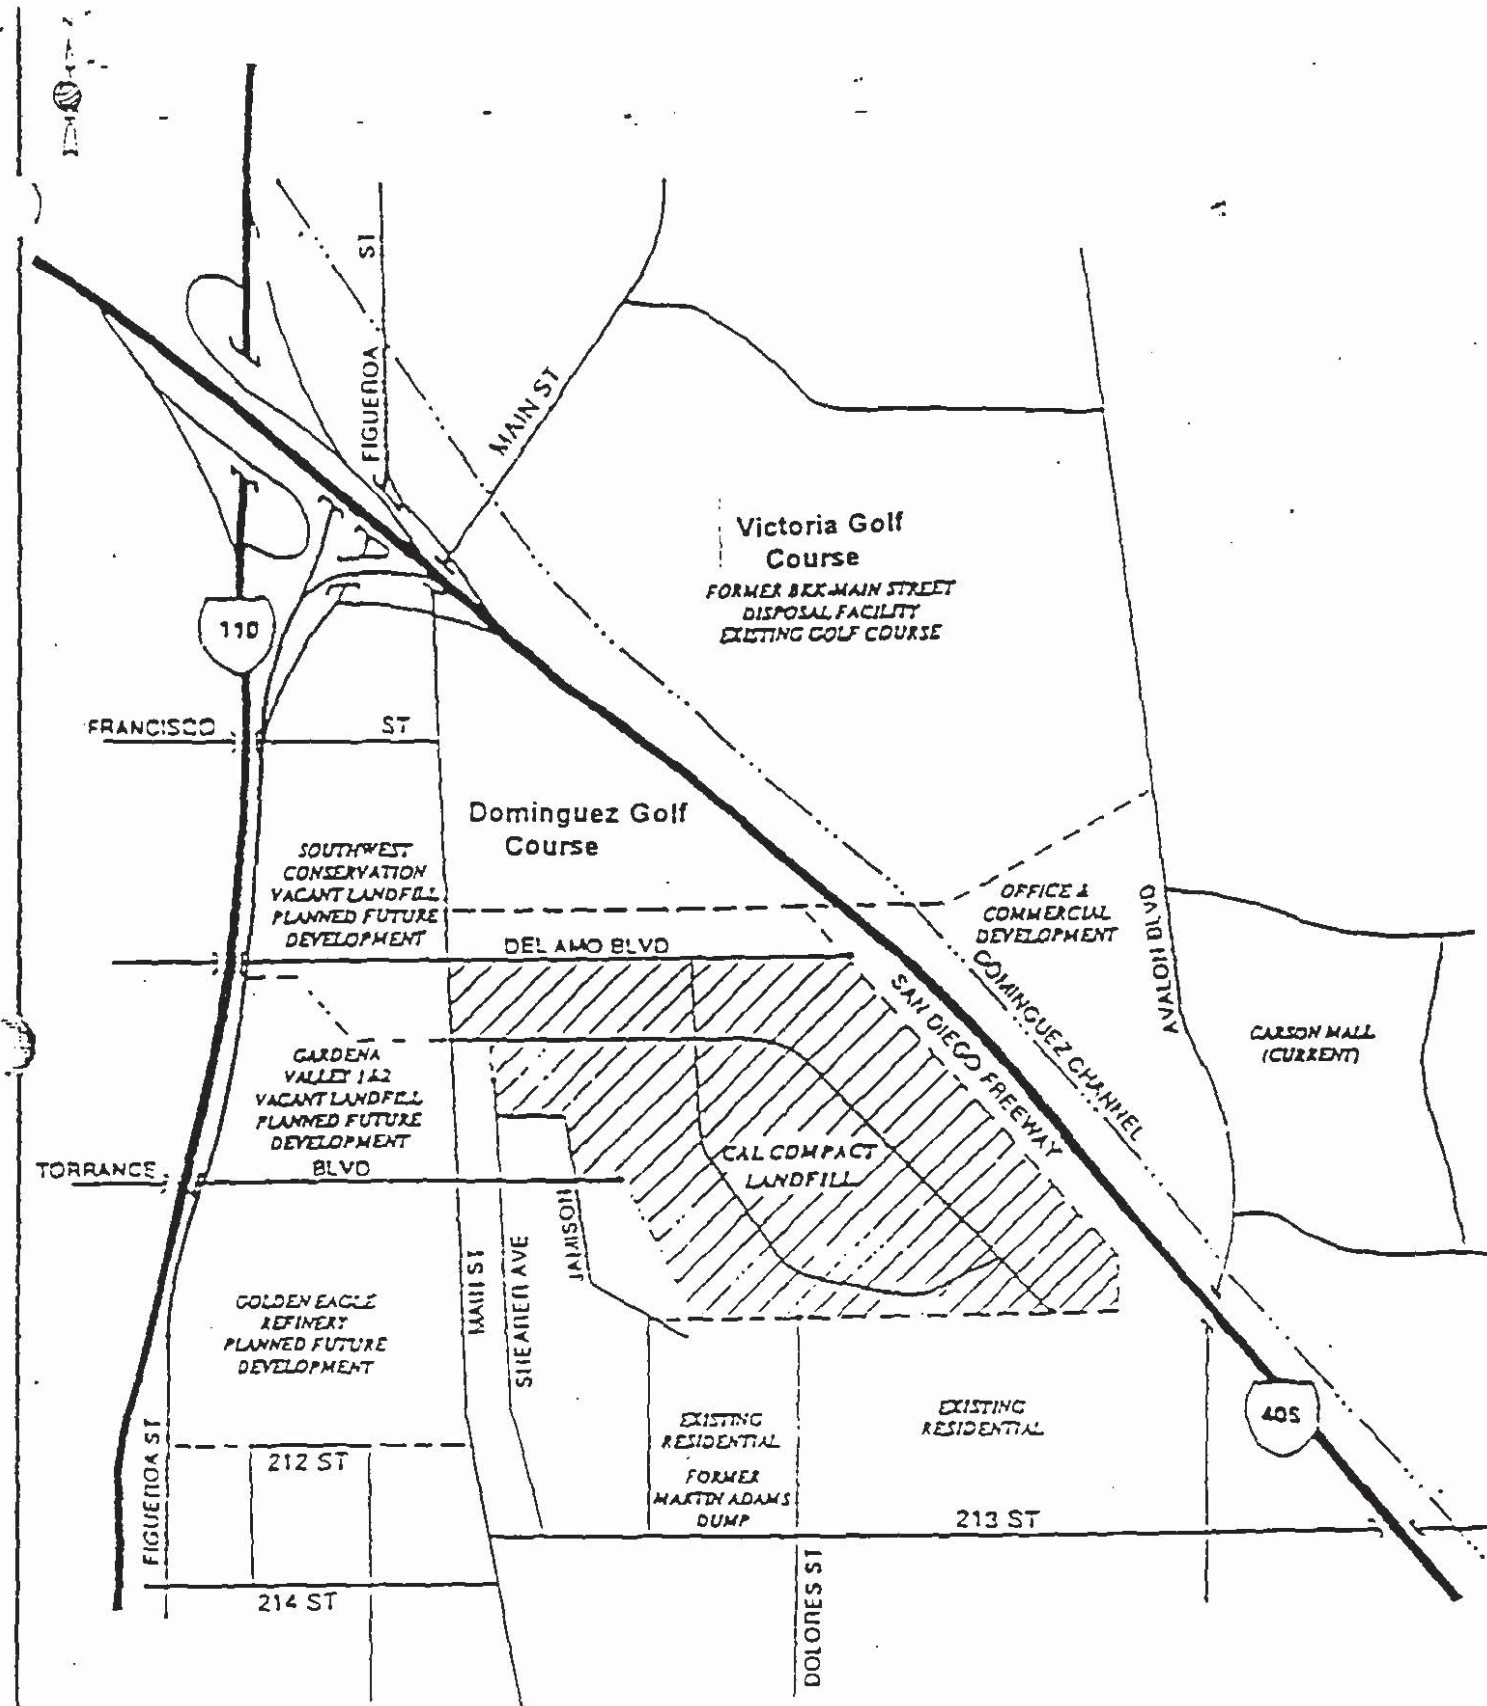 FIGUEROA ST
MAIN ST
Victoria Golf
Course
FORMER BKK-MAIN STREET
DISPOSAL FACILITY
EXISTING GOLF COURSE
110
FRANCISCO ST
Dominguez Golf
Course
SOUTHWEST
CONSERVATION
VACANT LANDFILL
PLANNED FUTURE
DEVELOPMENT
OFFICE &
COMMERCIAL
DEVELOPMENT
AVALON BLVD
DEL AMO BLVD
SAN DIEGO FREEWAY
DOMINGUEZ CHANNEL
CARSON MALL
(CURRENT)
GARDENA
VALLEY 1&2
VACANT LANDFILL
PLANNED FUTURE
DEVELOPMENT
TORRANCE BLVD
CAL COMPACT
LANDFILL
JAMISON
MAIN ST
SHEARER AVE
GOLDEN EAGLE
REFINERY
PLANNED FUTURE
DEVELOPMENT
EXISTING
RESIDENTIAL
FORMER
MARTIN ADAMS
DUMP
EXISTING
RESIDENTIAL
405
FIGUEROA ST
212 ST
213 ST
214 ST
DOLORES ST